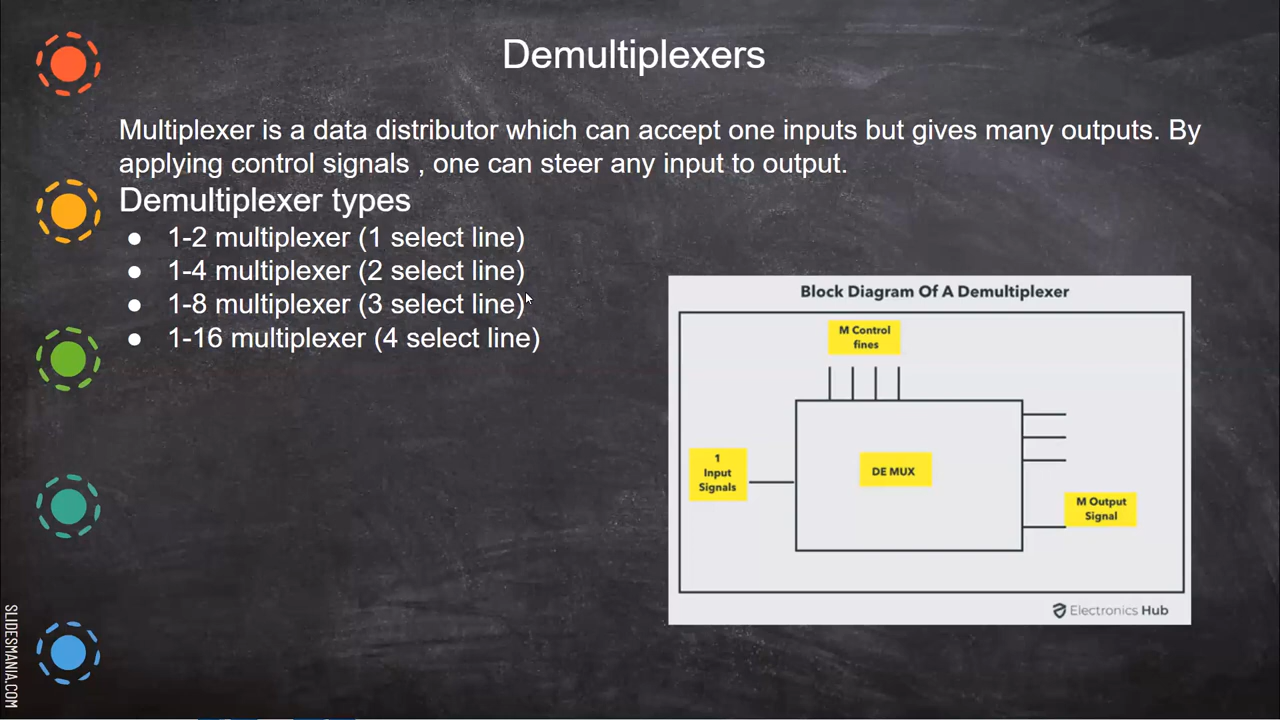 Demultiplexers
Multiplexer is a data distributor which can accept one inputs but gives many outputs. By
applying control signals , one can steer any input to output.
Demultiplexer types
● 1-2 multiplexer (1 select line)
● 1-4 multiplexer (2 select line)
● 1-8 multiplexer (3 select line)
● 1-16 multiplexer (4 select line)
Block Diagram Of A Demultiplexer
M Control
fines
1
Input
Signals
DE MUX
M Output
Signal
Electronics Hub
SLIDESMANIA.COM